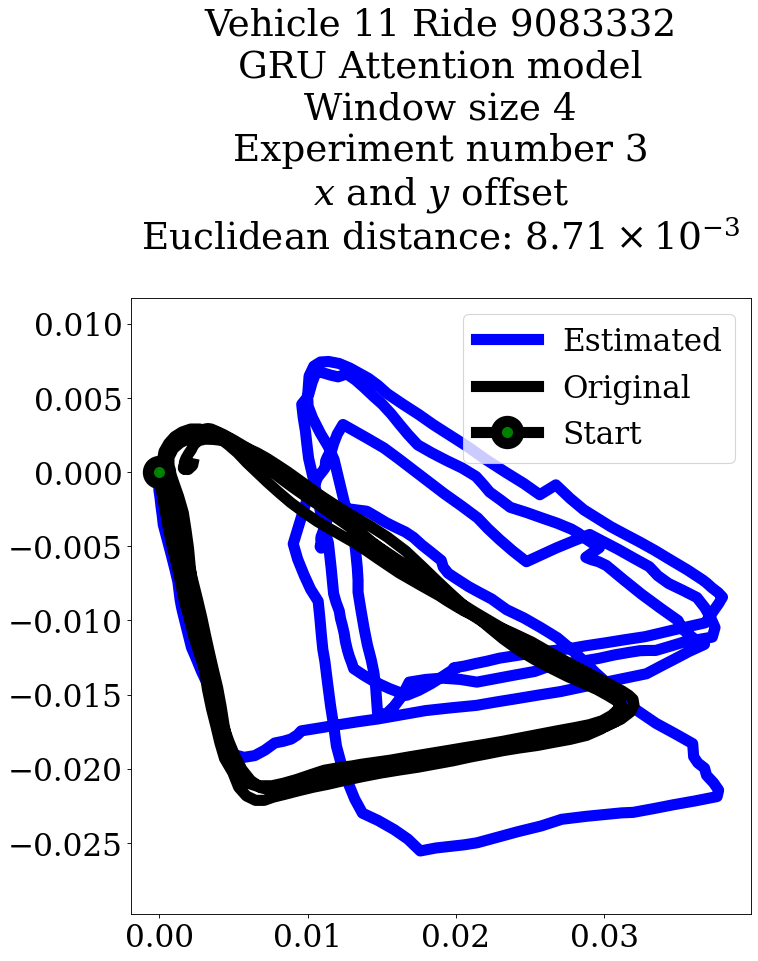 Vehicle 11 Ride 9083332
GRU Attention model
Window size 4
Experiment number 3
x and y offset
Euclidean distance: 8.71 × 10⁻³
Estimated
Original
Start
0.010
0.005
0.000
−0.005
−0.010
−0.015
−0.020
−0.025
0.00 0.01 0.02 0.03